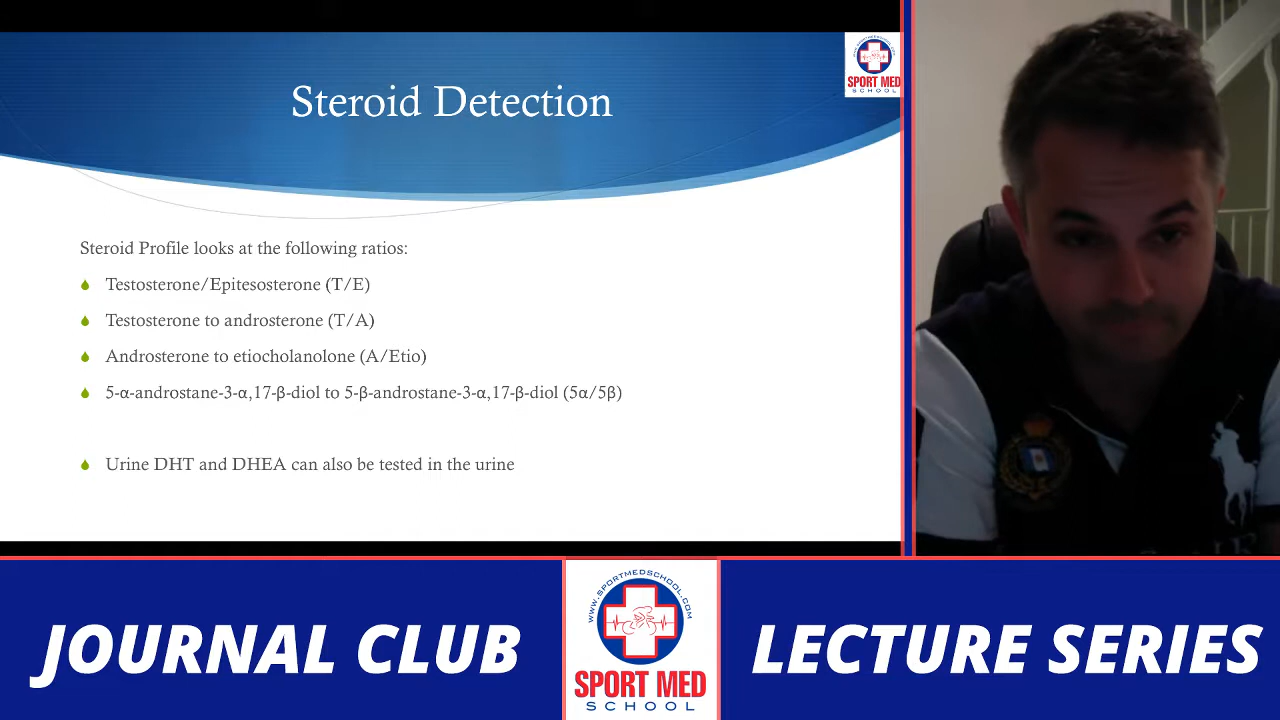 Steroid Detection
SPORT MED
SCHOOL
Steroid Profile looks at the following ratios:
Testosterone/Epitesosterone (T/E)
Testosterone to androsterone (T/A)
Androsterone to etiocholanolone (A/Etio)
5-α-androstane-3-α,17-β-diol to 5-β-androstane-3-α,17-β-diol (5α/5β)
Urine DHT and DHEA can also be tested in the urine
JOURNAL CLUB
WWW.SPORTMEDSCHOOL.COM
SPORT MED
SCHOOL
LECTURE SERIES